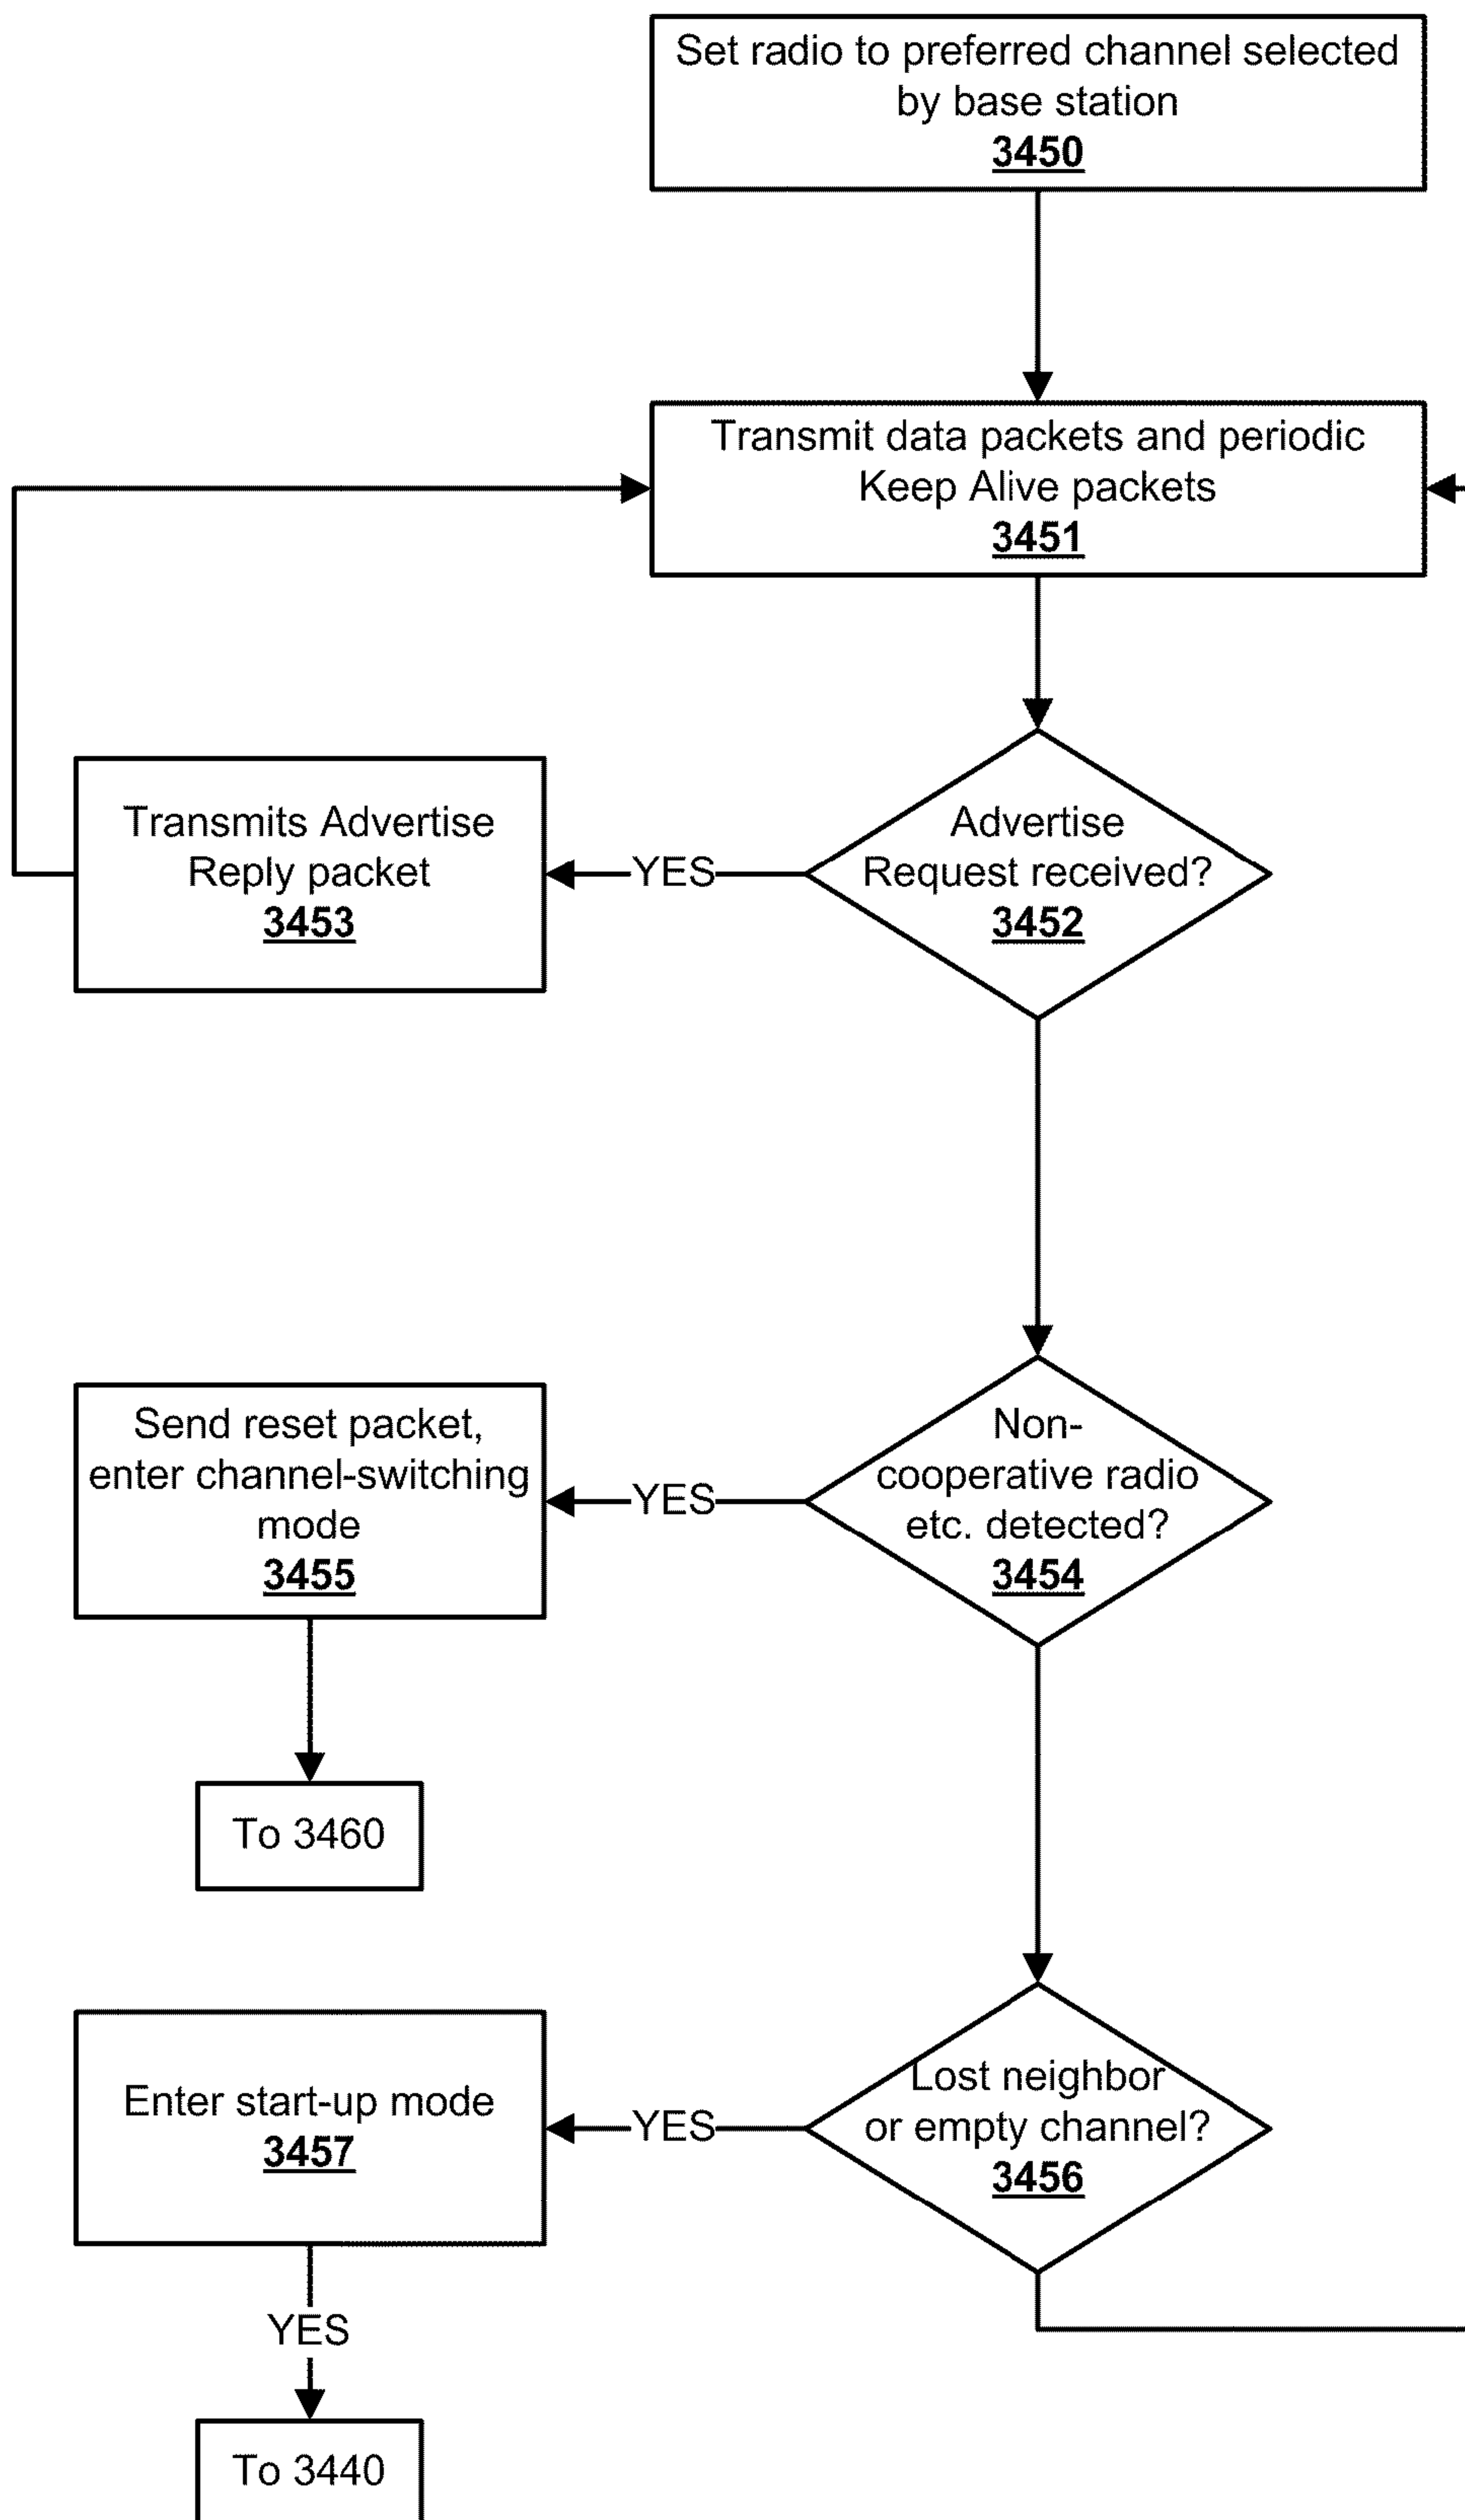 Set radio to preferred channel selected
by base station
3450
Transmit data packets and periodic
Keep Alive packets
3451
Transmits Advertise
Reply packet
3453
YES
Advertise
Request received?
3452
Send reset packet,
enter channel-switching
mode
3455
YES
Non-
cooperative radio
etc. detected?
3454
To 3460
Enter start-up mode
3457
YES
Lost neighbor
or empty channel?
3456
YES
To 3440